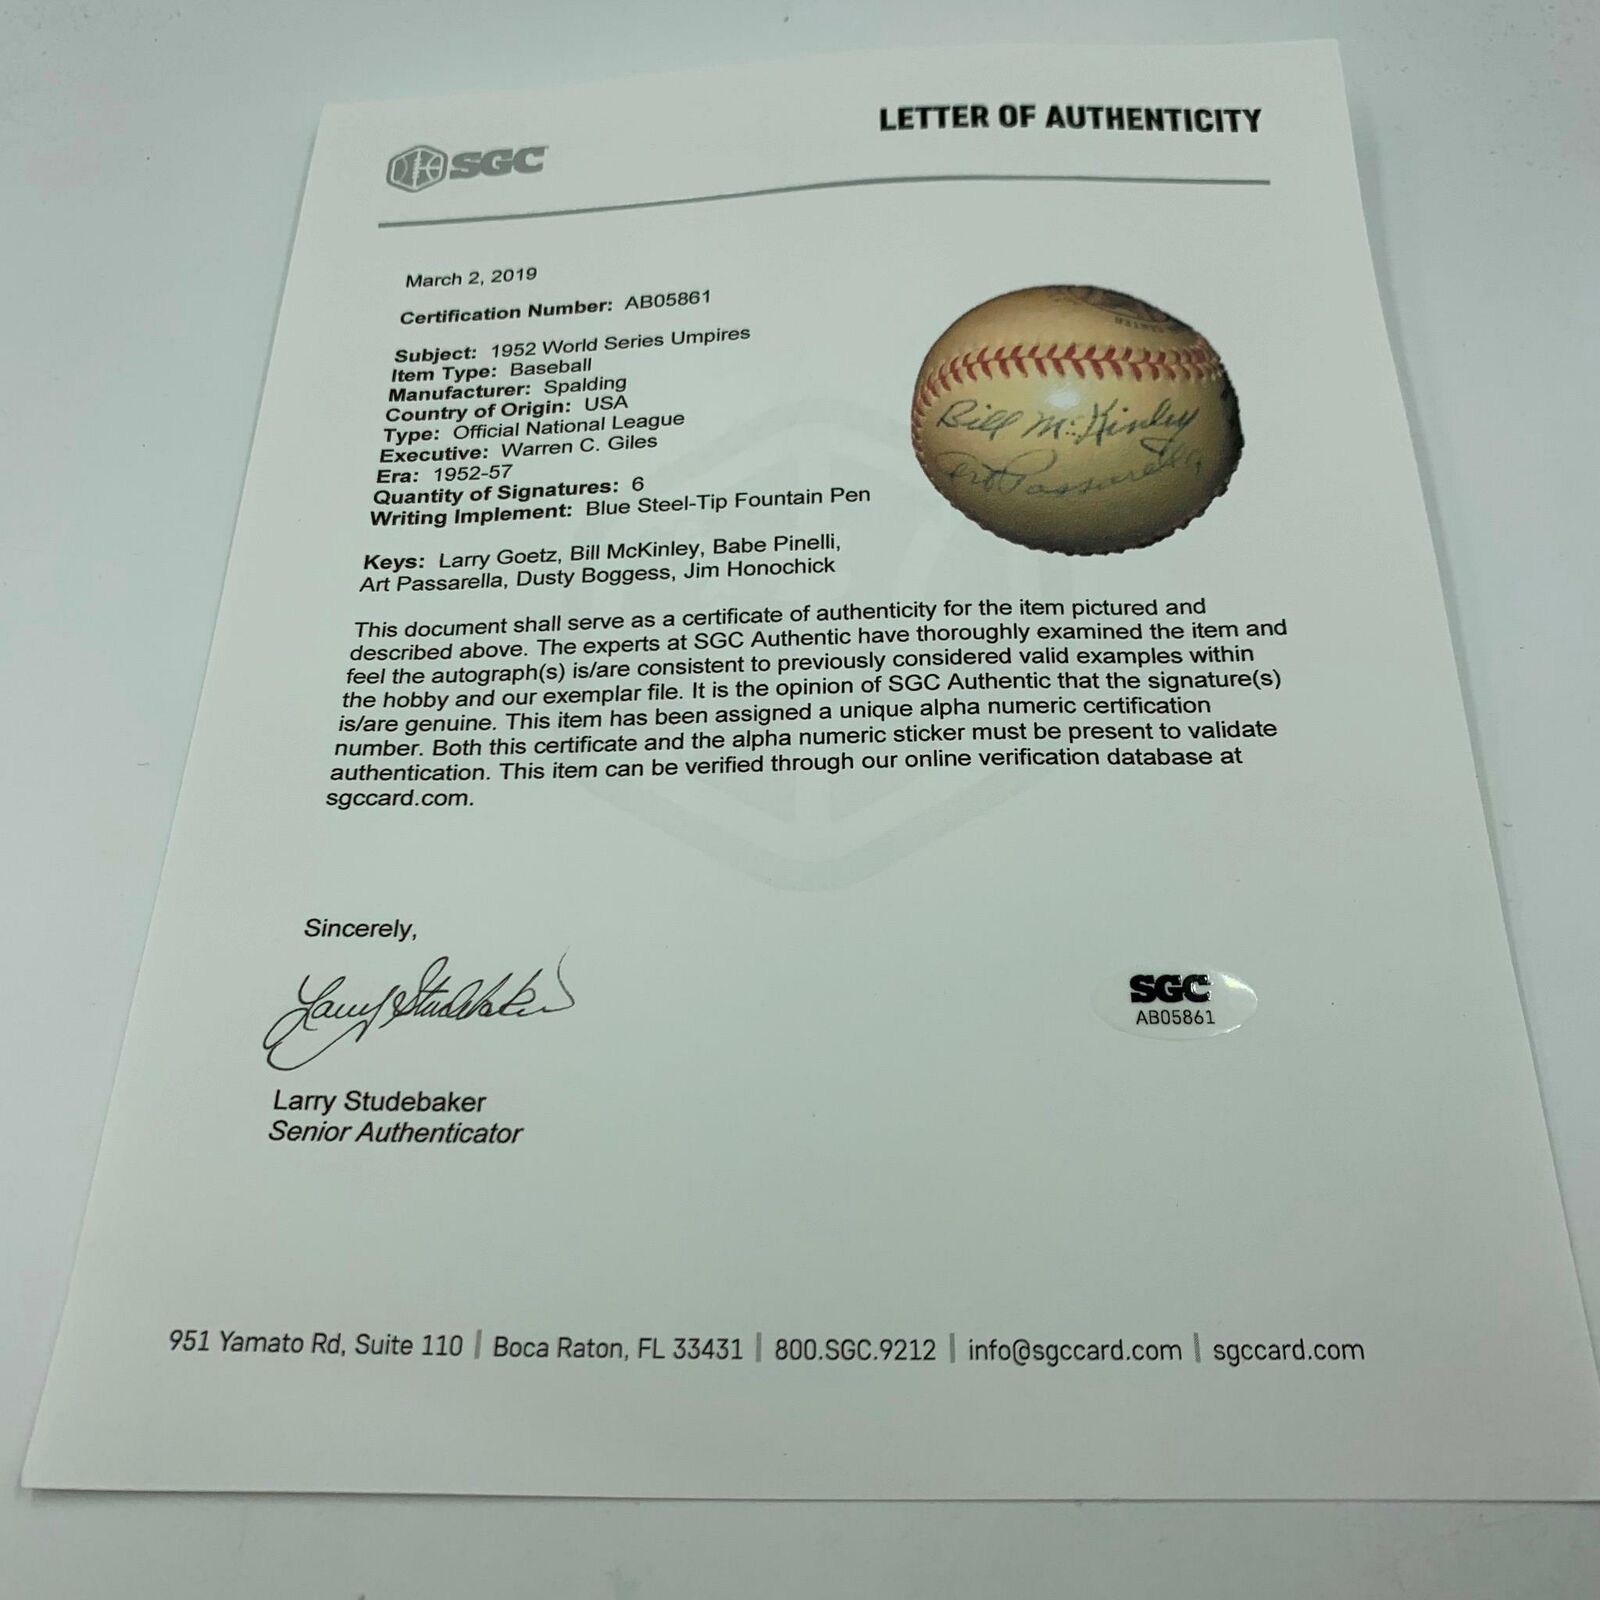 LETTER OF AUTHENTICITY
SGC
March 2, 2019
Certification Number: AB05861
Subject: 1952 World Series Umpires
Item Type: Baseball
Manufacturer: Spalding
Country of Origin: USA
Type: Official National League
Executive: Warren C. Giles
Era: 1952-57
Quantity of Signatures: 6
Writing Implement: Blue Steel-Tip Fountain Pen
Keys: Larry Goetz, Bill McKinley, Babe Pinelli,
Art Passarella, Dusty Boggess, Jim Honochick
Bill McKinley
Art Passarella
This document shall serve as a certificate of authenticity for the item pictured and
described above. The experts at SGC Authentic have thoroughly examined the item and
feel the autograph(s) is/are consistent to previously considered valid examples within
the hobby and our exemplar file. It is the opinion of SGC Authentic that the signature(s)
is/are genuine. This item has been assigned a unique alpha numeric certification
number. Both this certificate and the alpha numeric sticker must be present to validate
authentication. This item can be verified through our online verification database at
sgccard.com.
Sincerely,
Larry Studebaker
Larry Studebaker
Senior Authenticator
SGC
AB05861
951 Yamato Rd, Suite 110 | Boca Raton, FL 33431 | 800.SGC.9212 | info@sgccard.com | sgccard.com